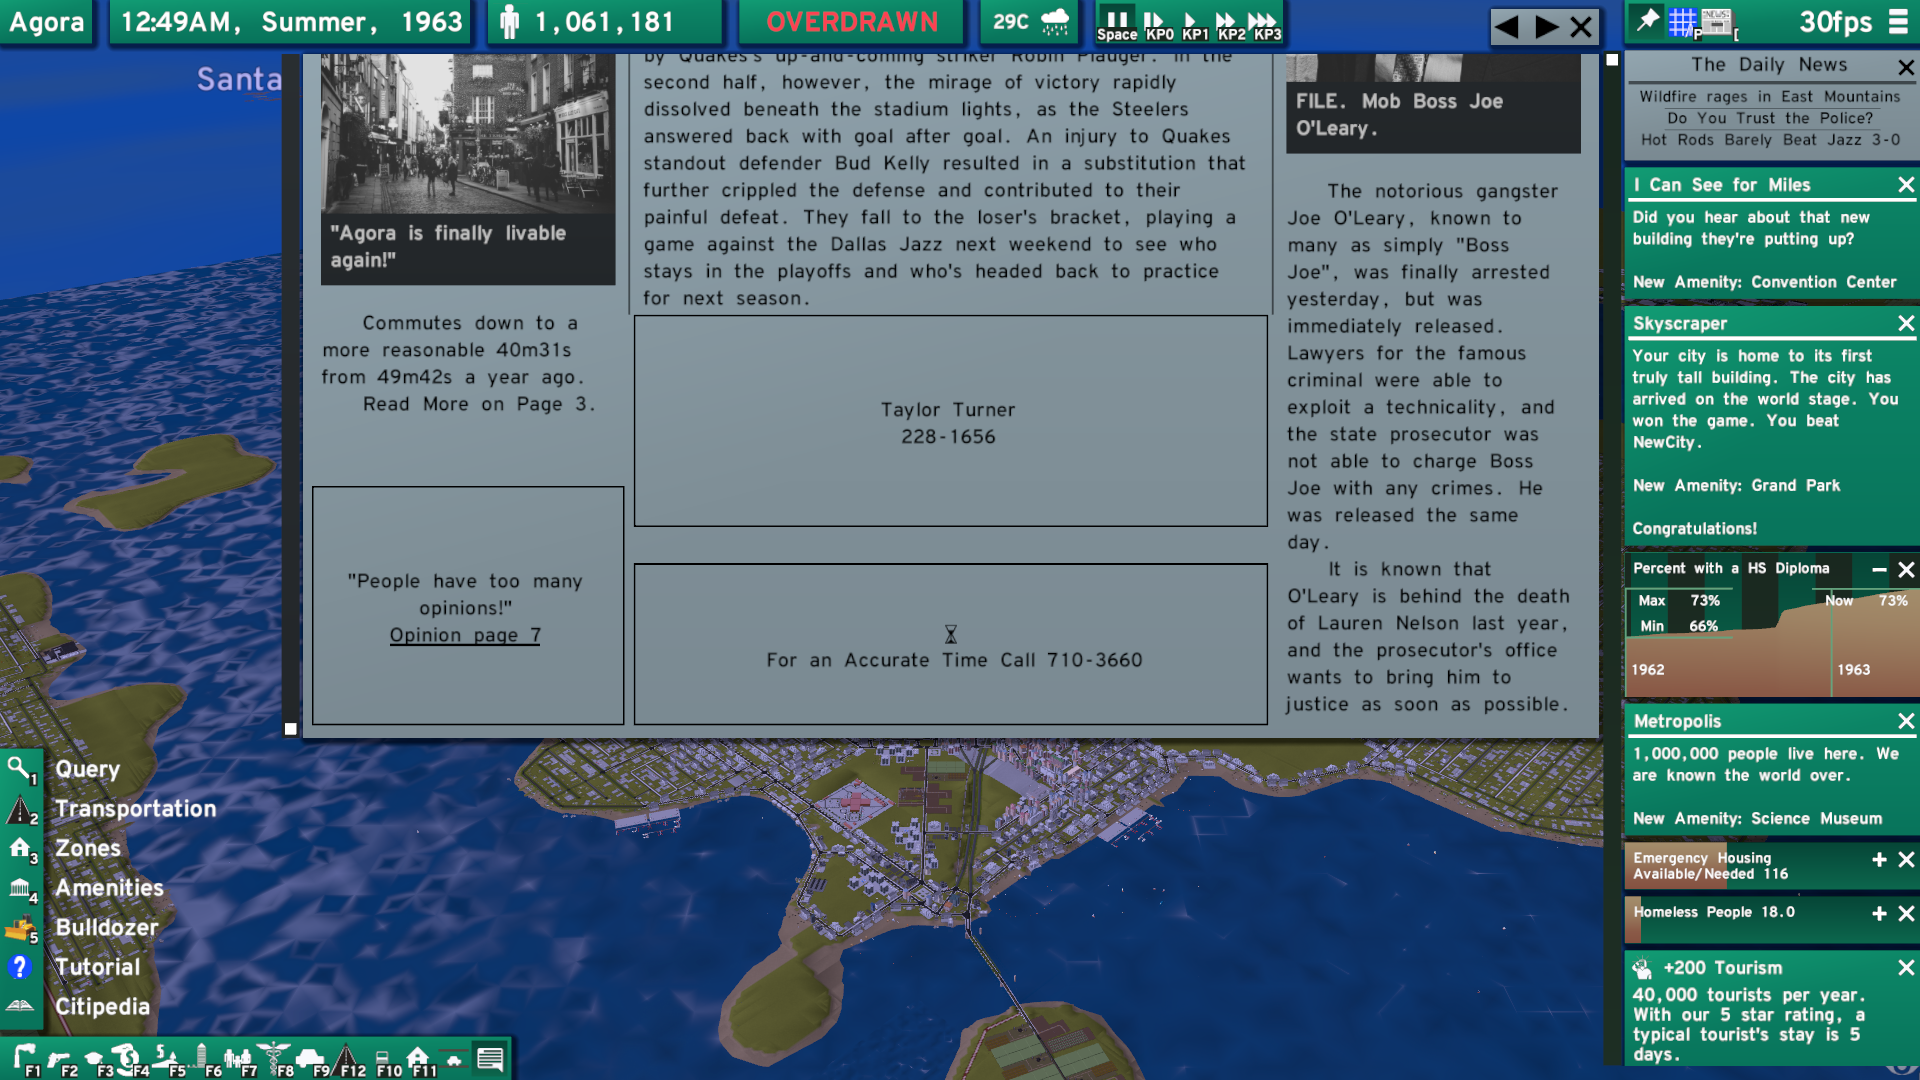 Agora
12:49AM, Summer, 1963
1,061,181
OVERDRAWN
29C
Space
KP0
KP1
KP2
KP3
NEWS
P
[
30fps
Santa
"Agora is finally livable
again!"
Commutes down to a
more reasonable 40m31s
from 49m42s a year ago.
Read More on Page 3.
"People have too many
opinions!"
Opinion page 7
by Quakes's up-and-coming striker Robin Plauger. In the
second half, however, the mirage of victory rapidly
dissolved beneath the stadium lights, as the Steelers
answered back with goal after goal. An injury to Quakes
standout defender Bud Kelly resulted in a substitution that
further crippled the defense and contributed to their
painful defeat. They fall to the loser's bracket, playing a
game against the Dallas Jazz next weekend to see who
stays in the playoffs and who's headed back to practice
for next season.
Taylor Turner
228-1656
For an Accurate Time Call 710-3660
FILE. Mob Boss Joe
O'Leary.
The notorious gangster
Joe O'Leary, known to
many as simply "Boss
Joe", was finally arrested
yesterday, but was
immediately released.
Lawyers for the famous
criminal were able to
exploit a technicality, and
the state prosecutor was
not able to charge Boss
Joe with any crimes. He
was released the same
day.
It is known that
O'Leary is behind the death
of Lauren Nelson last year,
and the prosecutor's office
wants to bring him to
justice as soon as possible.
The Daily News
Wildfire rages in East Mountains
Do You Trust the Police?
Hot Rods Barely Beat Jazz 3-0
I Can See for Miles
Did you hear about that new
building they're putting up?
New Amenity: Convention Center
Skyscraper
Your city is home to its first
truly tall building. The city has
arrived on the world stage. You
won the game. You beat
NewCity.
New Amenity: Grand Park
Congratulations!
Percent with a HS Diploma
Max 73%
Now 73%
Min 66%
1962
1963
Metropolis
1,000,000 people live here. We
are known the world over.
New Amenity: Science Museum
Emergency Housing
Available/Needed 116
Homeless People 18.0
+200 Tourism
40,000 tourists per year.
With our 5 star rating, a
typical tourist's stay is 5
days.
1 Query
2 Transportation
3 Zones
4 Amenities
5 Bulldozer
? Tutorial
Citipedia
F1
F2
F3
F4
F5
F6
F7
F8
F9
F12
F10
F11